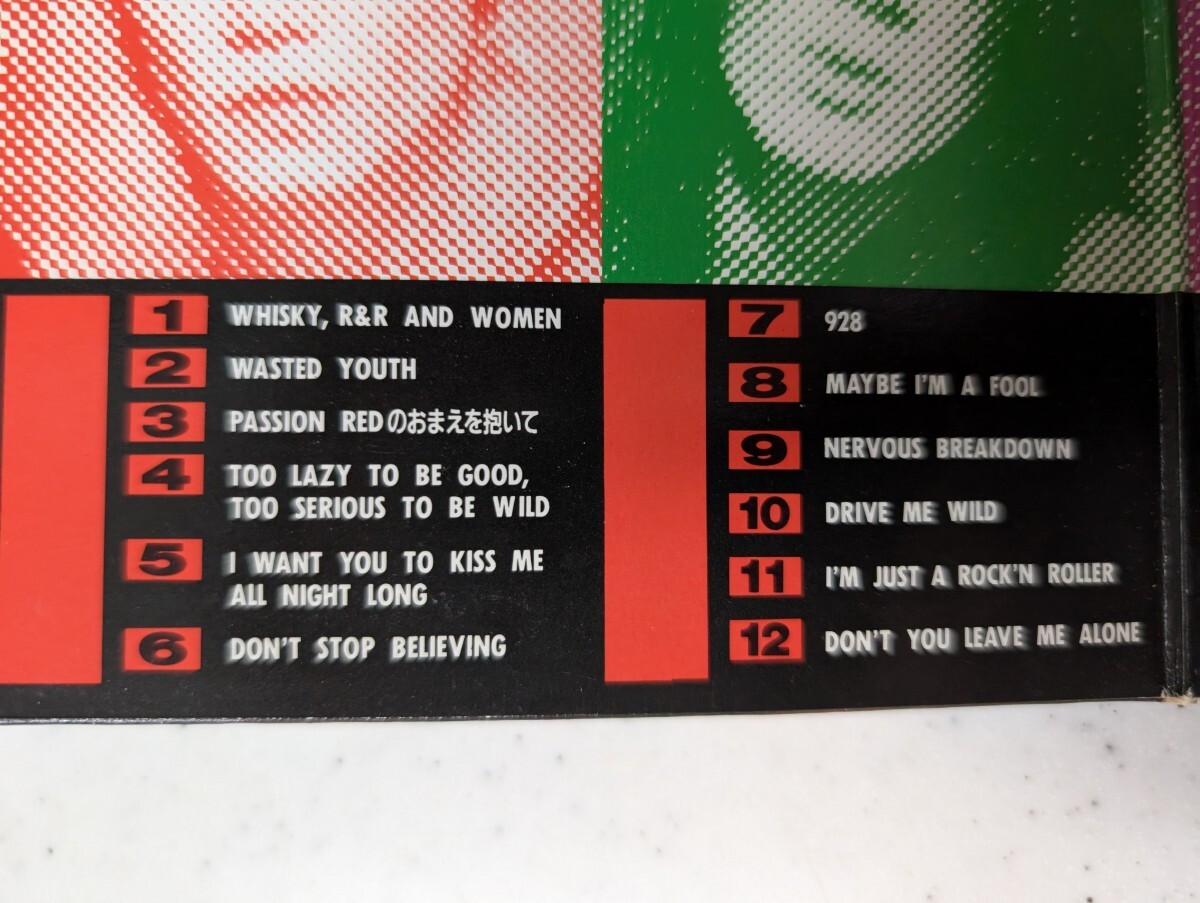 1 WHISKY, R&R AND WOMEN
2 WASTED YOUTH
3 PASSION REDのおまえを抱いて
4 TOO LAZY TO BE GOOD,
TOO SERIOUS TO BE WILD
5 I WANT YOU TO KISS ME
ALL NIGHT LONG
6 DON'T STOP BELIEVING
7 928
8 MAYBE I'M A FOOL
9 NERVOUS BREAKDOWN
10 DRIVE ME WILD
11 I'M JUST A ROCK'N ROLLER
12 DON'T YOU LEAVE ME ALONE